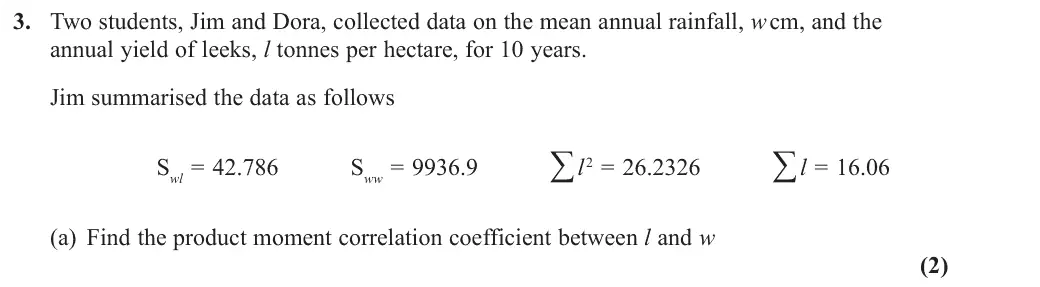 3. Two students, Jim and Dora, collected data on the mean annual rainfall, w cm, and the
annual yield of leeks, l tonnes per hectare, for 10 years.
Jim summarised the data as follows
S_wl = 42.786 S_ww = 9936.9 ∑l² = 26.2326 ∑l = 16.06
(a) Find the product moment correlation coefficient between l and w
(2)